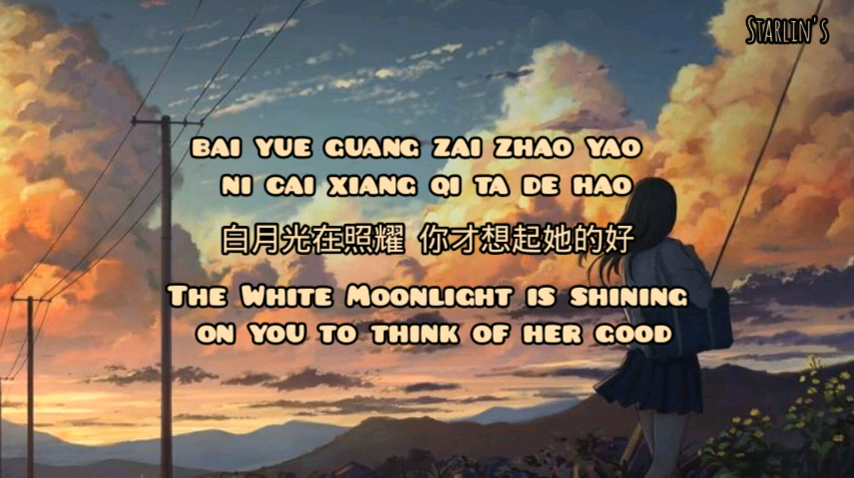 Starlin's
BAI YUE GUANG ZAI ZHAO YAO
NI CAI XIANG QI TA DE HAO
白月光在照耀 你才想起她的好
The White Moonlight is shining
on you to think of her good